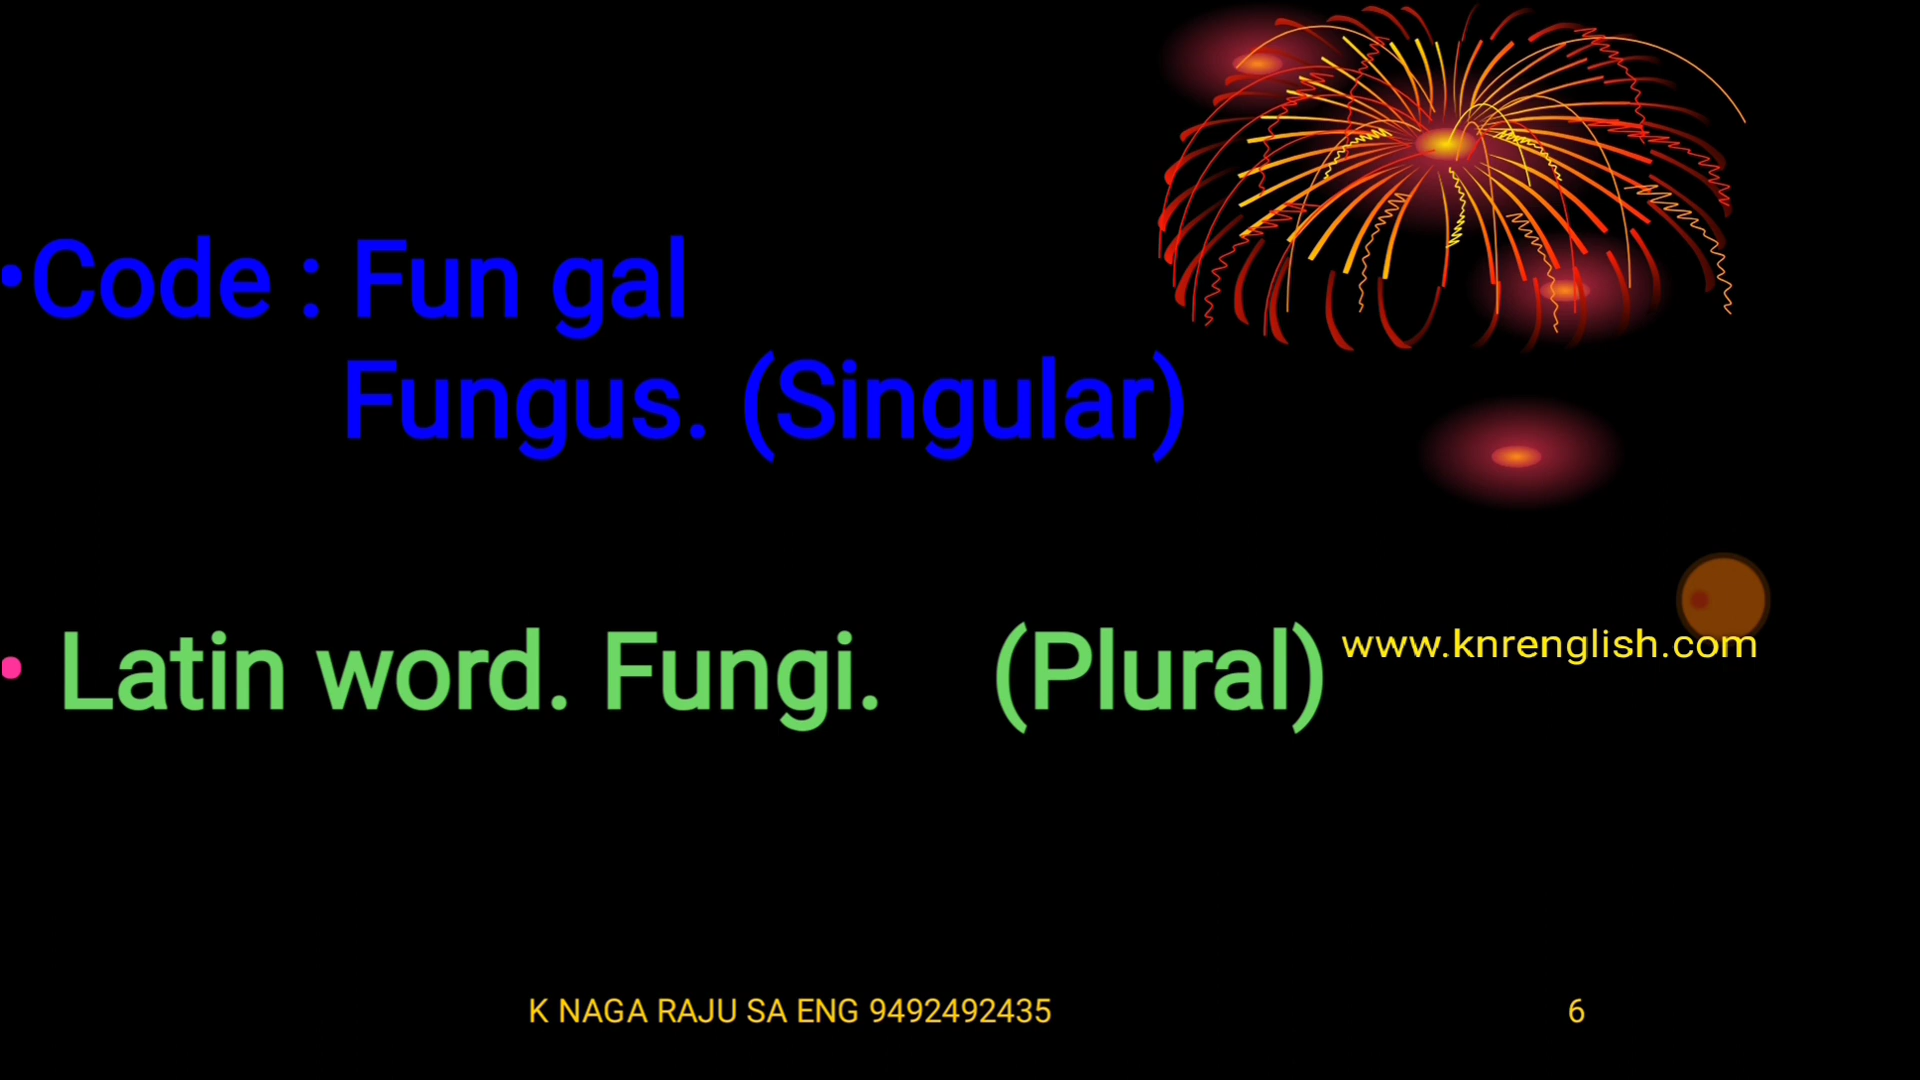 •Code : Fun gal
Fungus. (Singular)
• Latin word. Fungi. (Plural)
www.knrenglish.com
K NAGA RAJU SA ENG 9492492435
6